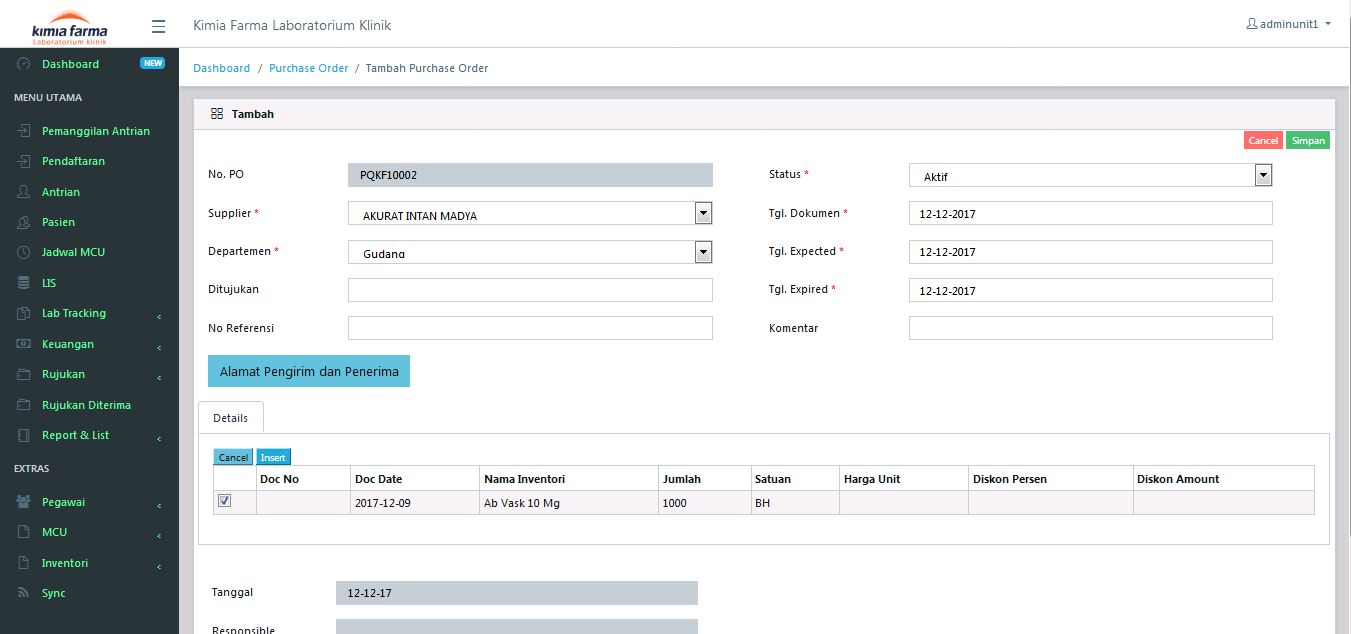 kimia farma
Laboratorium klinik
Kimia Farma Laboratorium Klinik
adminunit1
Dashboard NEW
Dashboard / Purchase Order / Tambah Purchase Order
MENU UTAMA
Pemanggilan Antrian
Pendaftaran
Antrian
Pasien
Jadwal MCU
LIS
Lab Tracking
Keuangan
Rujukan
Rujukan Diterima
Report & List
EXTRAS
Pegawai
MCU
Inventori
Sync
Tambah
Cancel Simpan
No. PO PQKF10002 Status * Aktif
Supplier * AKURAT INTAN MADYA Tgl. Dokumen * 12-12-2017
Departemen * Gudang Tgl. Expected * 12-12-2017
Ditujukan Tgl. Expired * 12-12-2017
No Referensi Komentar
Alamat Pengirim dan Penerima
Details
Cancel Insert
Doc No Doc Date Nama Inventori Jumlah Satuan Harga Unit Diskon Persen Diskon Amount
2017-12-09 Ab Vask 10 Mg 1000 BH
Tanggal 12-12-17
Responsible